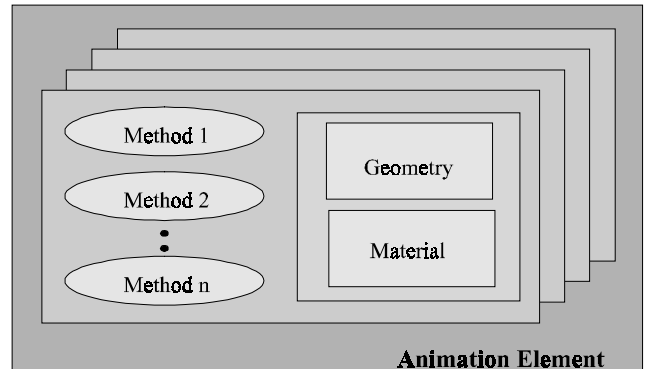 Method 1
Method 2
Method n
Geometry
Material
Animation Element